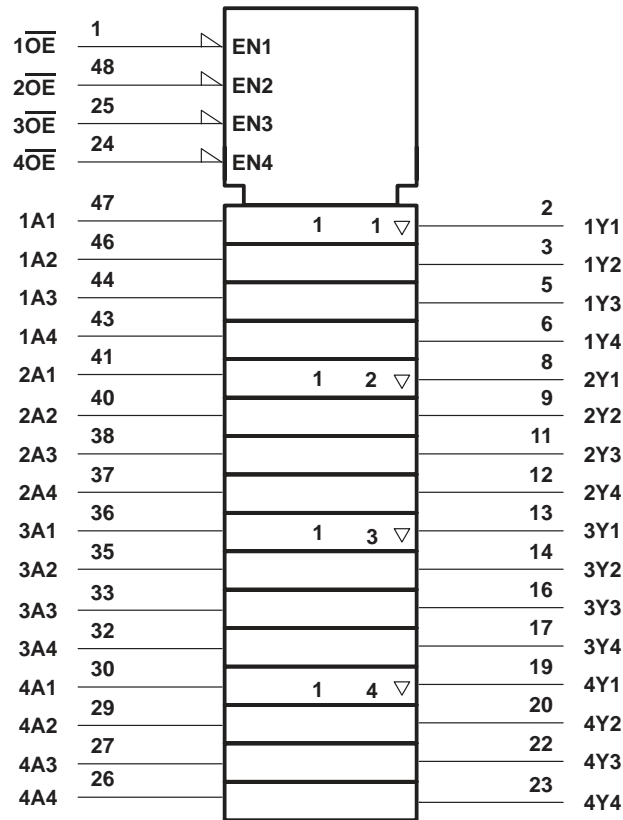 1O̅E̅ 1 EN1
2O̅E̅ 48 EN2
3O̅E̅ 25 EN3
4O̅E̅ 24 EN4
1A1 47 1 1 ▽ 2 1Y1
1A2 46 3 1Y2
1A3 44 5 1Y3
1A4 43 6 1Y4
2A1 41 1 2 ▽ 8 2Y1
2A2 40 9 2Y2
2A3 38 11 2Y3
2A4 37 12 2Y4
3A1 36 1 3 ▽ 13 3Y1
3A2 35 14 3Y2
3A3 33 16 3Y3
3A4 32 17 3Y4
4A1 30 1 4 ▽ 19 4Y1
4A2 29 20 4Y2
4A3 27 22 4Y3
4A4 26 23 4Y4